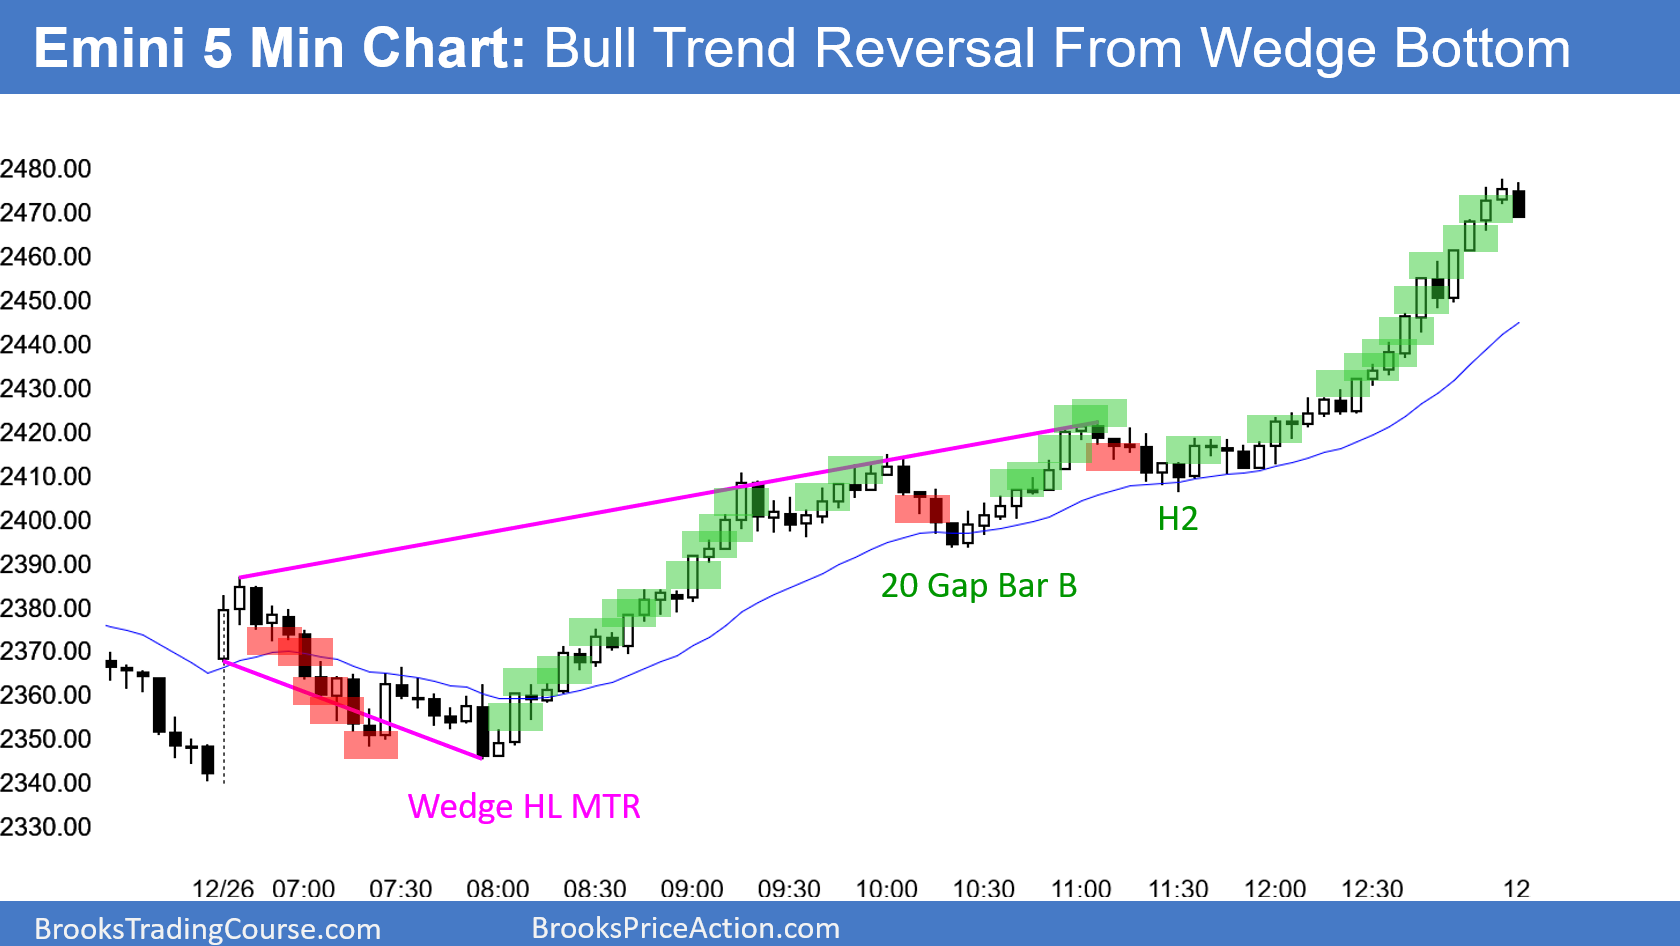 Emini 5 Min Chart: Bull Trend Reversal From Wedge Bottom
2480.00
2470.00
2460.00
2450.00
2440.00
2430.00
2420.00
2410.00
2400.00
2390.00
2380.00
2370.00
2360.00
2350.00
2340.00
2330.00
H2
20 Gap Bar B
Wedge HL MTR
12/26 07:00 07:30 08:00 08:30 09:00 09:30 10:00 10:30 11:00 11:30 12:00 12:30 12
BrooksTradingCourse.com BrooksPriceAction.com